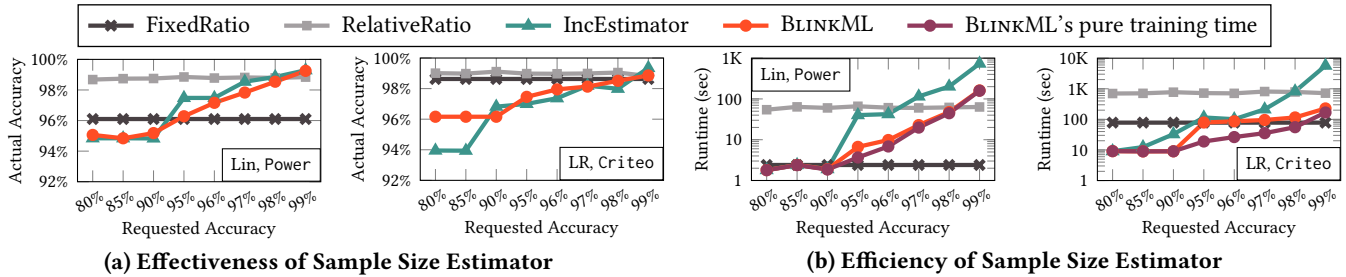 FixedRatio RelativeRatio IncEstimator BLINKML BLINKML's pure training time
Actual Accuracy
100%
98%
96%
94%
92%
Lin, Power
80% 85% 90% 95% 96% 97% 98% 99%
Requested Accuracy
Actual Accuracy
100%
98%
96%
94%
92%
LR, Criteo
80% 85% 90% 95% 96% 97% 98% 99%
Requested Accuracy
(a) Effectiveness of Sample Size Estimator
Runtime (sec)
1K
100
10
1
Lin, Power
80% 85% 90% 95% 96% 97% 98% 99%
Requested Accuracy
Runtime (sec)
10K
1K
100
10
1
LR, Criteo
80% 85% 90% 95% 96% 97% 98% 99%
Requested Accuracy
(b) Efficiency of Sample Size Estimator